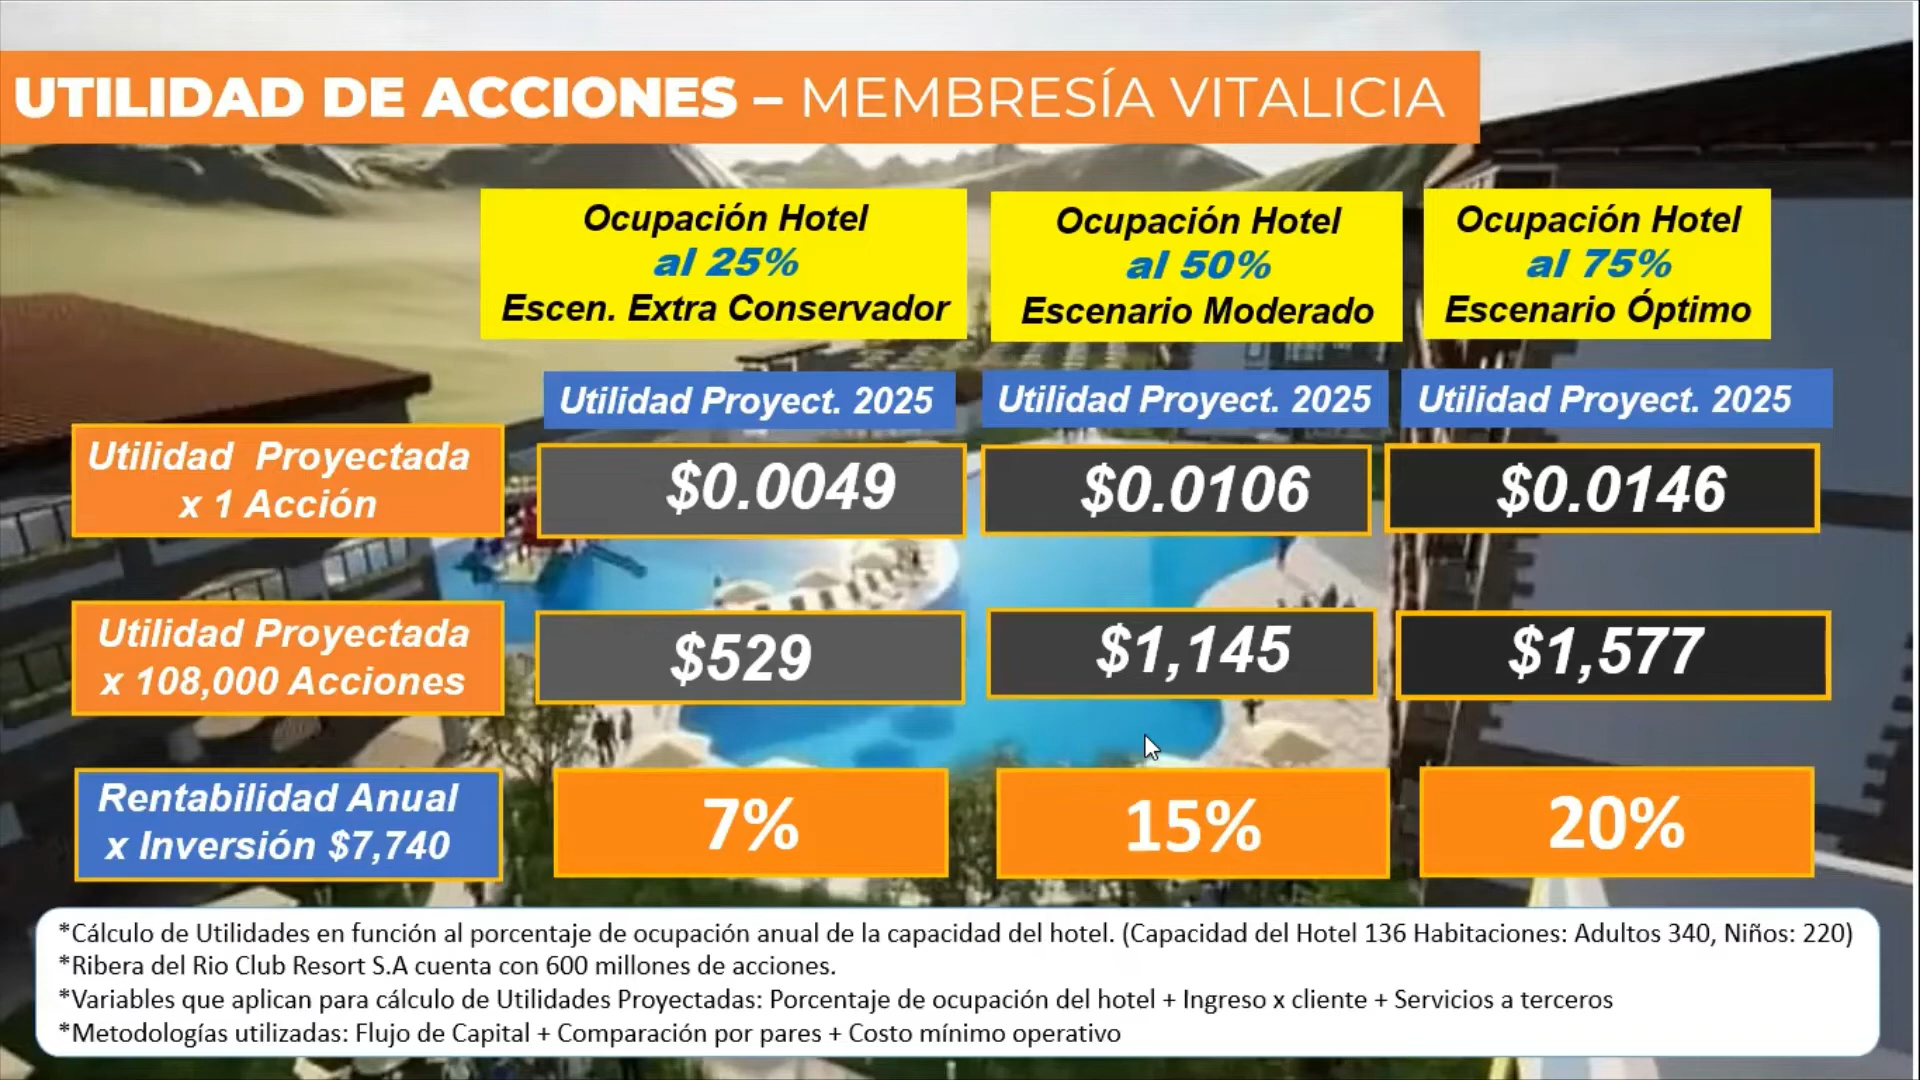 UTILIDAD DE ACCIONES – MEMBRESÍA VITALICIA
Ocupación Hotel
al 25%
Escen. Extra Conservador
Ocupación Hotel
al 50%
Escenario Moderado
Ocupación Hotel
al 75%
Escenario Óptimo
Utilidad Proyect. 2025
Utilidad Proyect. 2025
Utilidad Proyect. 2025
Utilidad Proyectada
x 1 Acción
$0.0049
$0.0106
$0.0146
Utilidad Proyectada
x 108,000 Acciones
$529
$1,145
$1,577
Rentabilidad Anual
x Inversión $7,740
7%
15%
20%
*Cálculo de Utilidades en función al porcentaje de ocupación anual de la capacidad del hotel. (Capacidad del Hotel 136 Habitaciones: Adultos 340, Niños: 220)
*Ribera del Rio Club Resort S.A cuenta con 600 millones de acciones.
*Variables que aplican para cálculo de Utilidades Proyectadas: Porcentaje de ocupación del hotel + Ingreso x cliente + Servicios a terceros
*Metodologías utilizadas: Flujo de Capital + Comparación por pares + Costo mínimo operativo